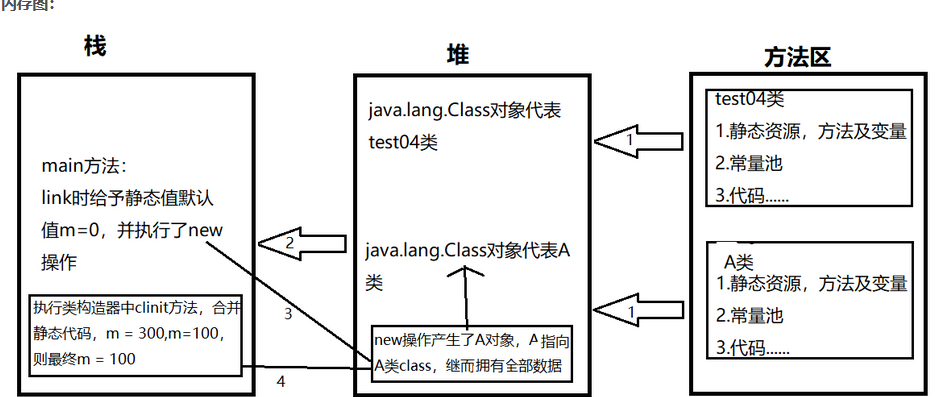 内存图:
栈
堆
方法区
main方法:
link时给予静态值默认
值m=0，并执行了new
操作
执行类构造器中clinit方法，合并
静态代码，m = 300,m=100，
则最终m = 100
2
3
4
java.lang.Class对象代表
test04类
java.lang.Class对象代表A
类
new操作产生了A对象，A指向
A类class，继而拥有全部数据
1
1
test04类
1.静态资源，方法及变量
2.常量池
3.代码......
A类
1.静态资源，方法及变量
2.常量池
3.代码......